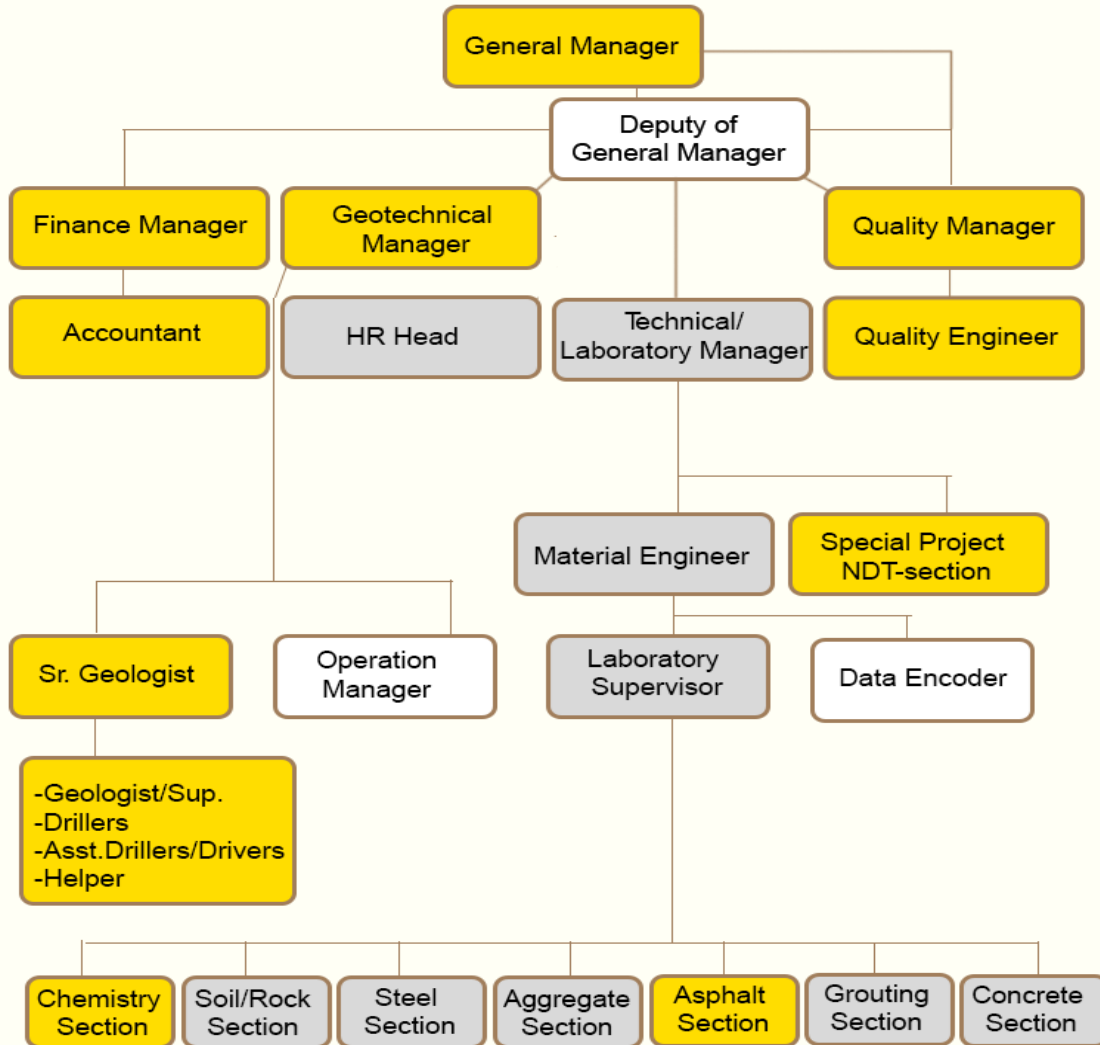 General Manager
Deputy of
General Manager
Finance Manager
Geotechnical
Manager
Quality Manager
Accountant
HR Head
Technical/
Laboratory Manager
Quality Engineer
Material Engineer
Special Project
NDT-section
Sr. Geologist
Operation
Manager
Laboratory
Supervisor
Data Encoder
-Geologist/Sup.
-Drillers
-Asst.Drillers/Drivers
-Helper
Chemistry
Section
Soil/Rock
Section
Steel
Section
Aggregate
Section
Asphalt
Section
Grouting
Section
Concrete
Section